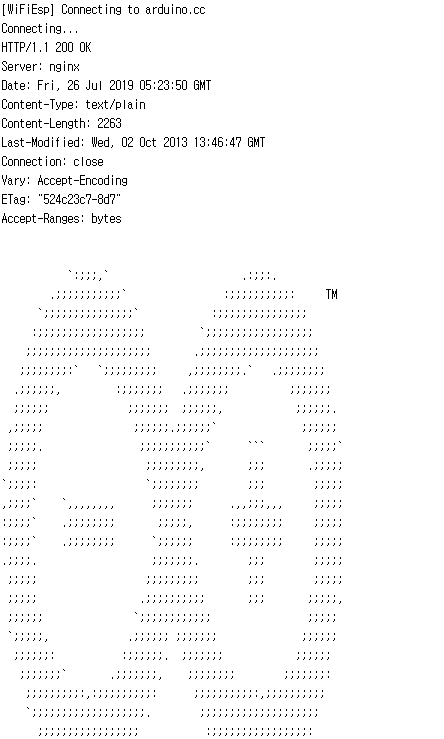 [WiFiEsp] Connecting to arduino.cc
Connecting...
HTTP/1.1 200 OK
Server: nginx
Date: Fri, 26 Jul 2019 05:23:50 GMT
Content-Type: text/plain
Content-Length: 2263
Last-Modified: Wed, 02 Oct 2013 13:46:47 GMT
Connection: close
Vary: Accept-Encoding
ETag: "524c23c7-8d7"
Accept-Ranges: bytes
TM